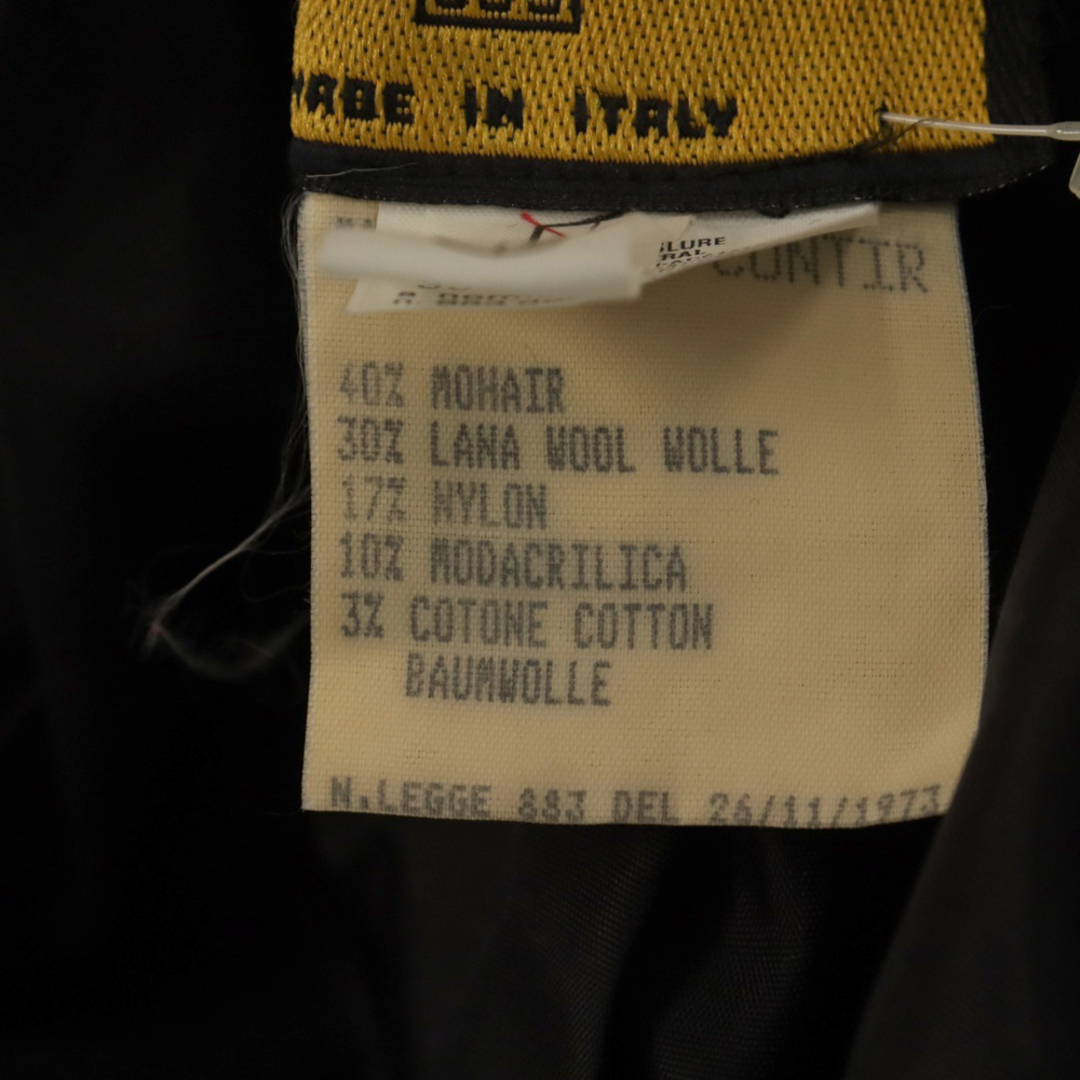 MADE IN ITALY
CONTIR
40% MOHAIR
30% LANA WOOL WOLLE
17% NYLON
10% MODACRILICA
3% COTONE COTTON
BAUMWOLLE
N.LEGGE 883 DEL 26/11/1973